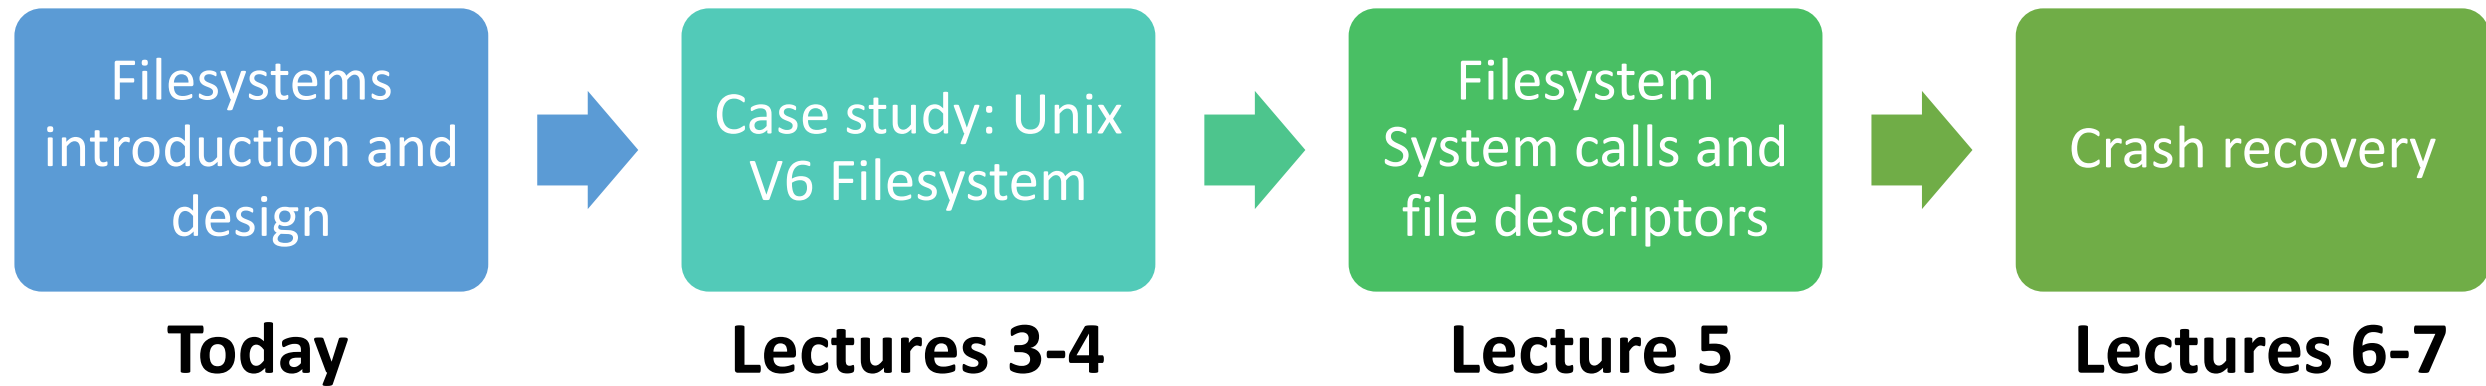 Filesystems
introduction and
design
Today
Case study: Unix
V6 Filesystem
Lectures 3-4
Filesystem
System calls and
file descriptors
Lecture 5
Crash recovery
Lectures 6-7